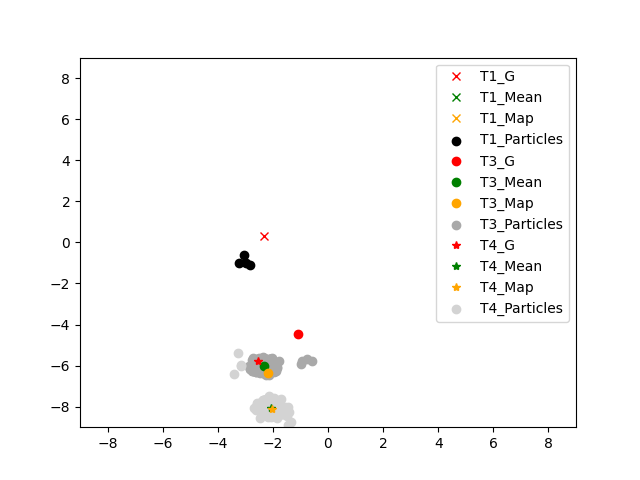 8
6
4
2
0
−2
−4
−6
−8
−8
−6
−4
−2
0
2
4
6
8
T1_G
T1_Mean
T1_Map
T1_Particles
T3_G
T3_Mean
T3_Map
T3_Particles
T4_G
T4_Mean
T4_Map
T4_Particles